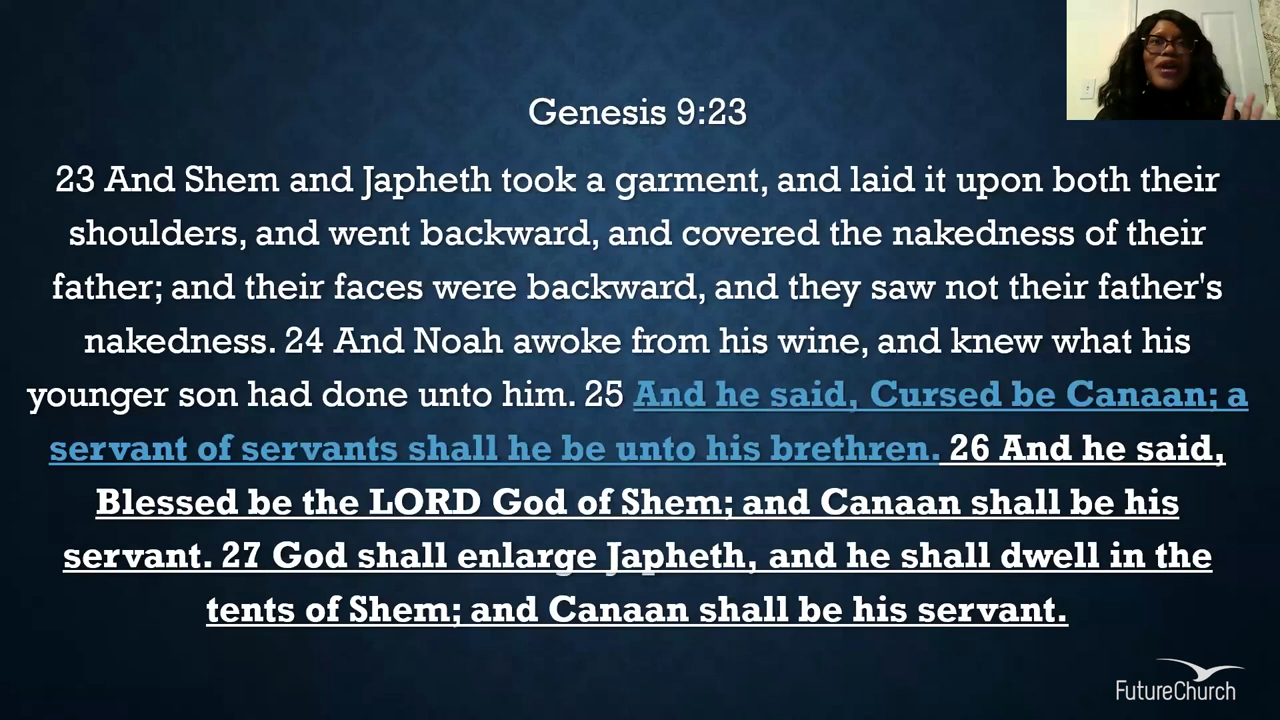 Genesis 9:23
23 And Shem and Japheth took a garment, and laid it upon both their
shoulders, and went backward, and covered the nakedness of their
father; and their faces were backward, and they saw not their father's
nakedness. 24 And Noah awoke from his wine, and knew what his
younger son had done unto him. 25 And he said, Cursed be Canaan; a
servant of servants shall he be unto his brethren. 26 And he said,
Blessed be the LORD God of Shem; and Canaan shall be his
servant. 27 God shall enlarge Japheth, and he shall dwell in the
tents of Shem; and Canaan shall be his servant.
FutureChurch